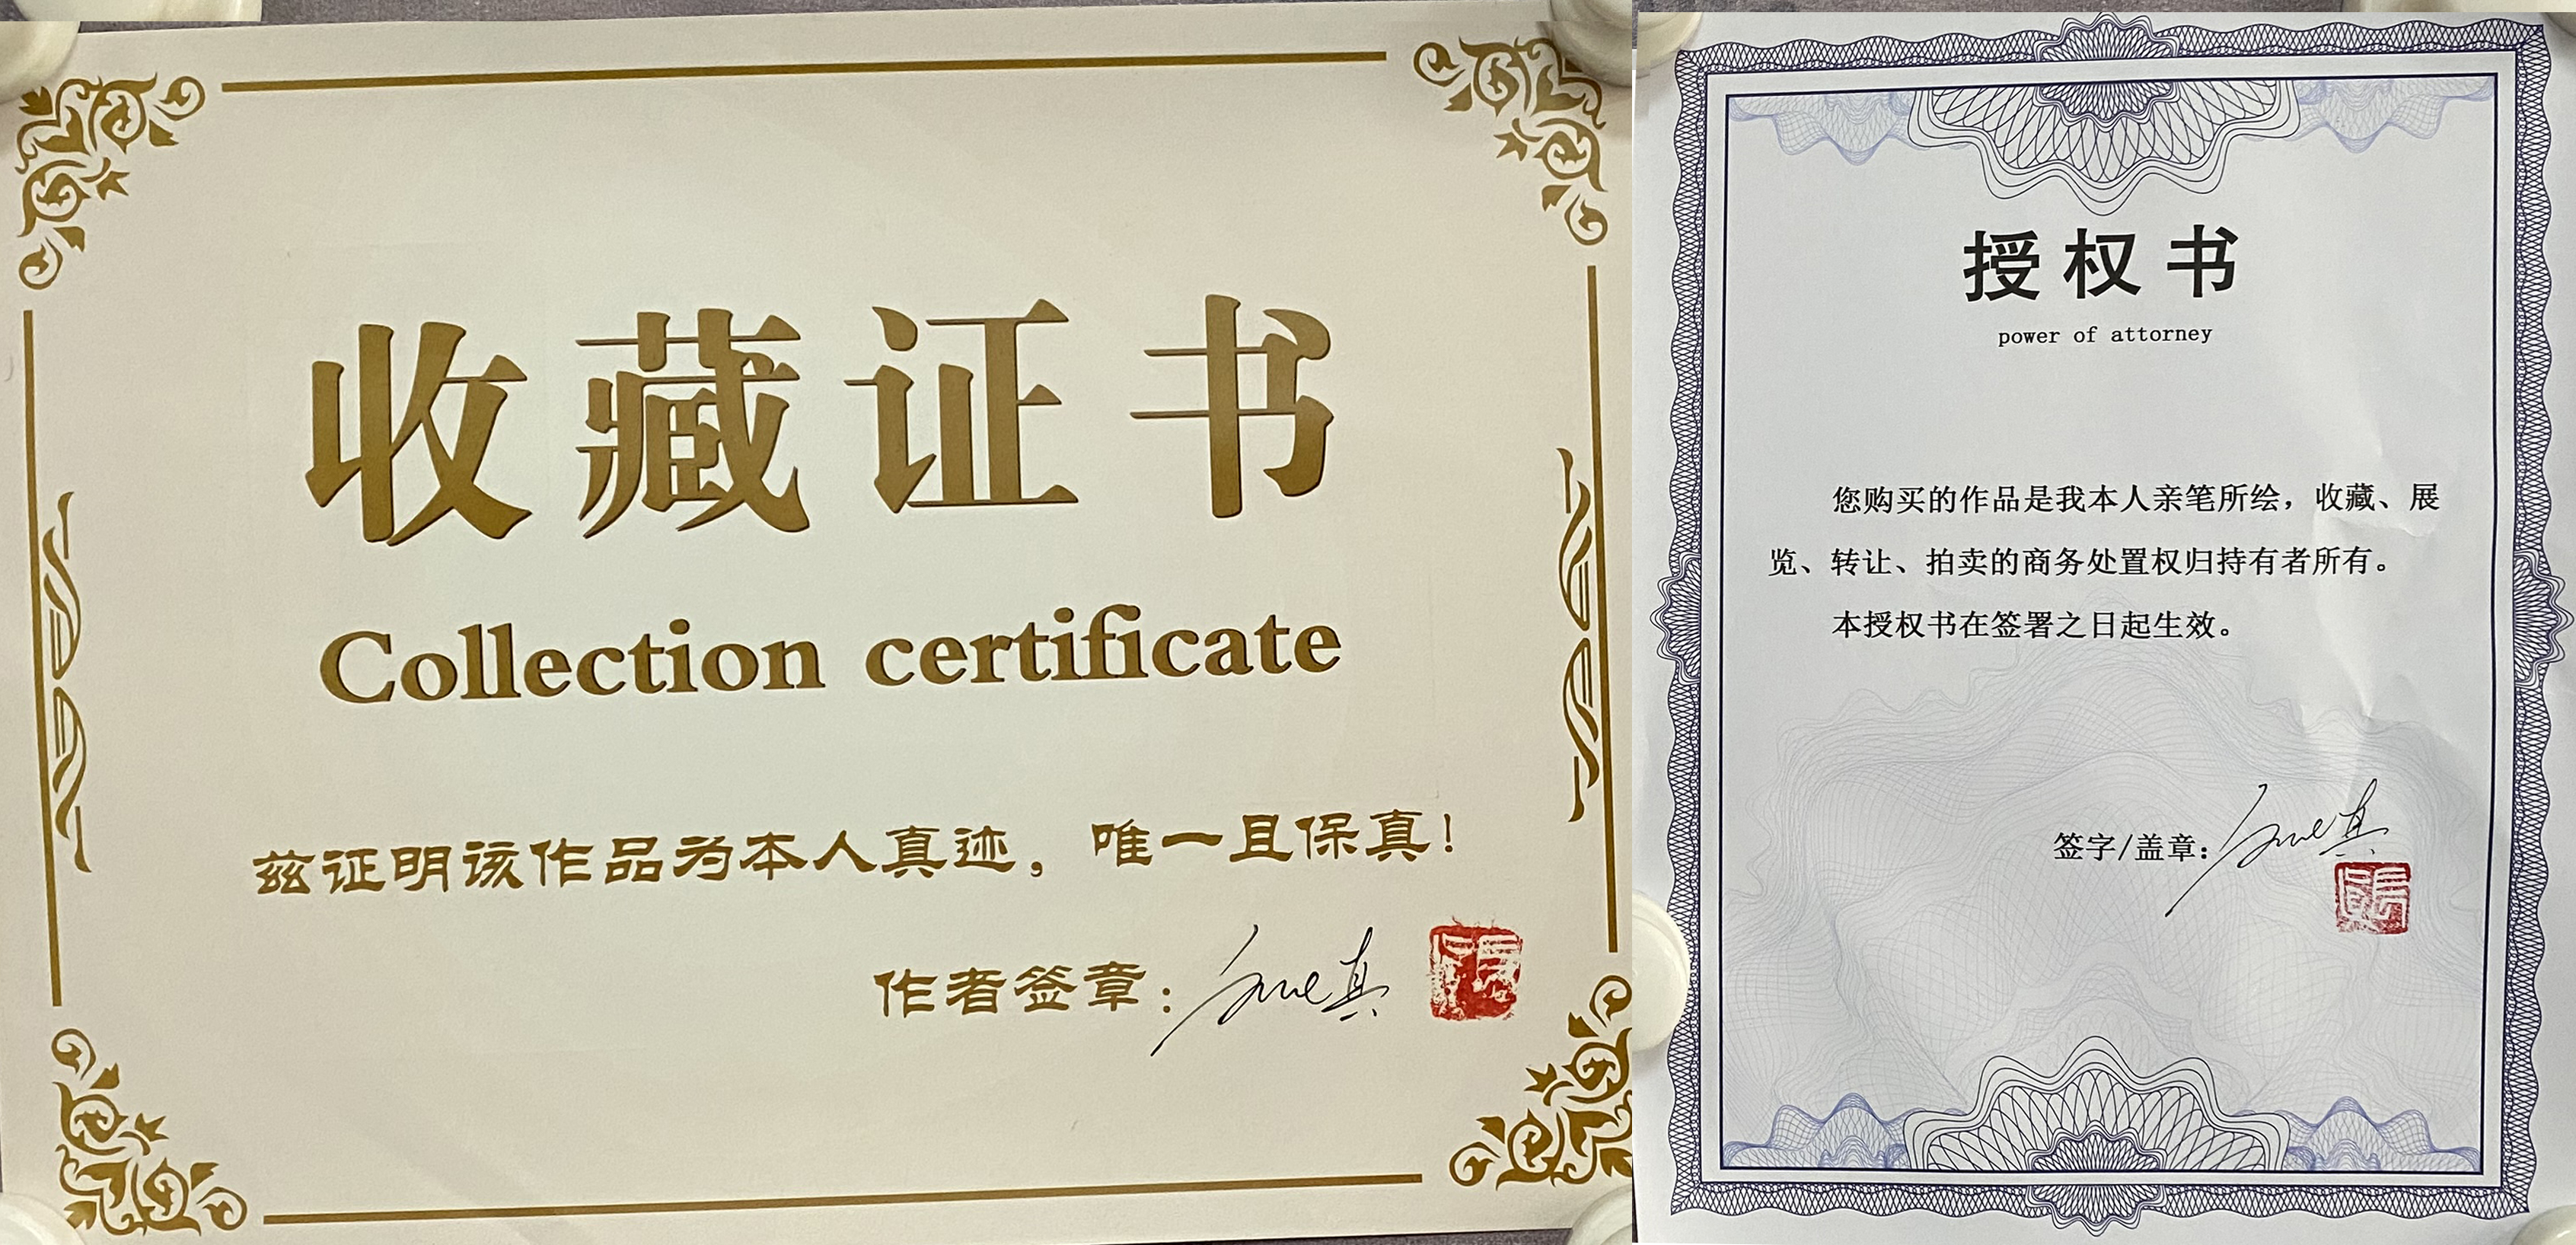 收藏证书
Collection certificate
兹证明该作品为本人真迹，唯一且保真！
作者签章：
授权书
power of attorney
您购买的作品是我本人亲笔所绘，收藏、展
览、转让、拍卖的商务处置权归持有者所有。
本授权书在签署之日起生效。
签字/盖章：